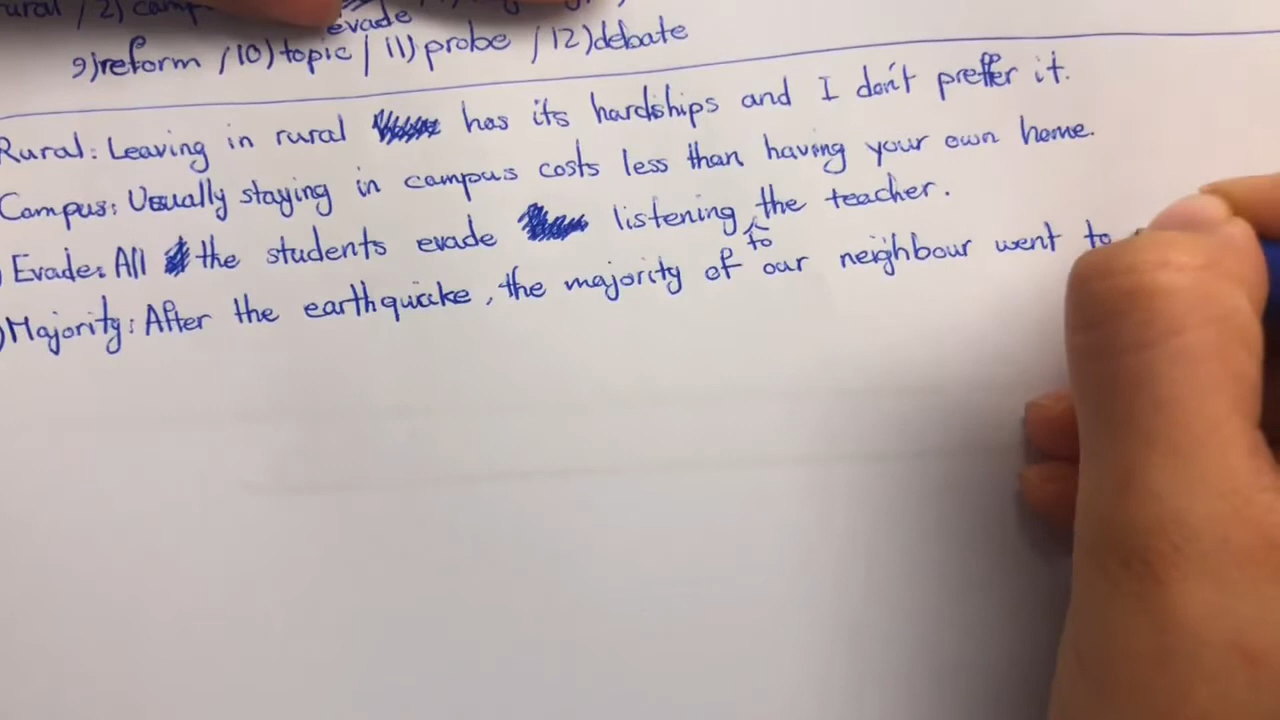 evade
9)reform /10)topic / 11) probe /12)debate
Rural: Leaving in rural has its hardships and I don't preffer it.
Campus: Usually staying in campus costs less than having your own home.
Evade: All the students evade listening to the teacher.
Majority: After the earthquake, the majority of our neighbour went to